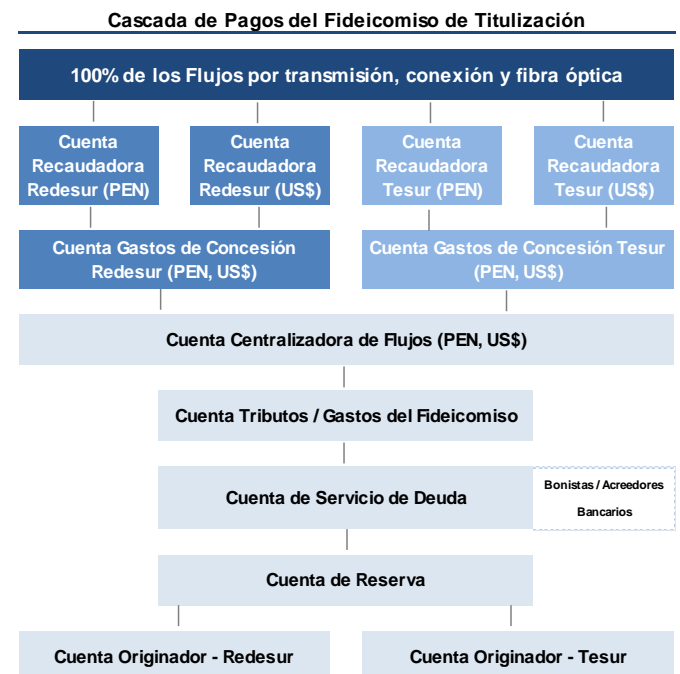 Cascada de Pagos del Fideicomiso de Titulización
100% de los Flujos por transmisión, conexión y fibra óptica
Cuenta
Recaudadora
Redesur (PEN)
Cuenta
Recaudadora
Redesur (US$)
Cuenta
Recaudadora
Tesur (PEN)
Cuenta
Recaudadora
Tesur (US$)
Cuenta Gastos de Concesión
Redesur (PEN, US$)
Cuenta Gastos de Concesión Tesur
(PEN, US$)
Cuenta Centralizadora de Flujos (PEN, US$)
Cuenta Tributos / Gastos del Fideicomiso
Cuenta de Servicio de Deuda
Bonistas / Acreedores
Bancarios
Cuenta de Reserva
Cuenta Originador - Redesur
Cuenta Originador - Tesur